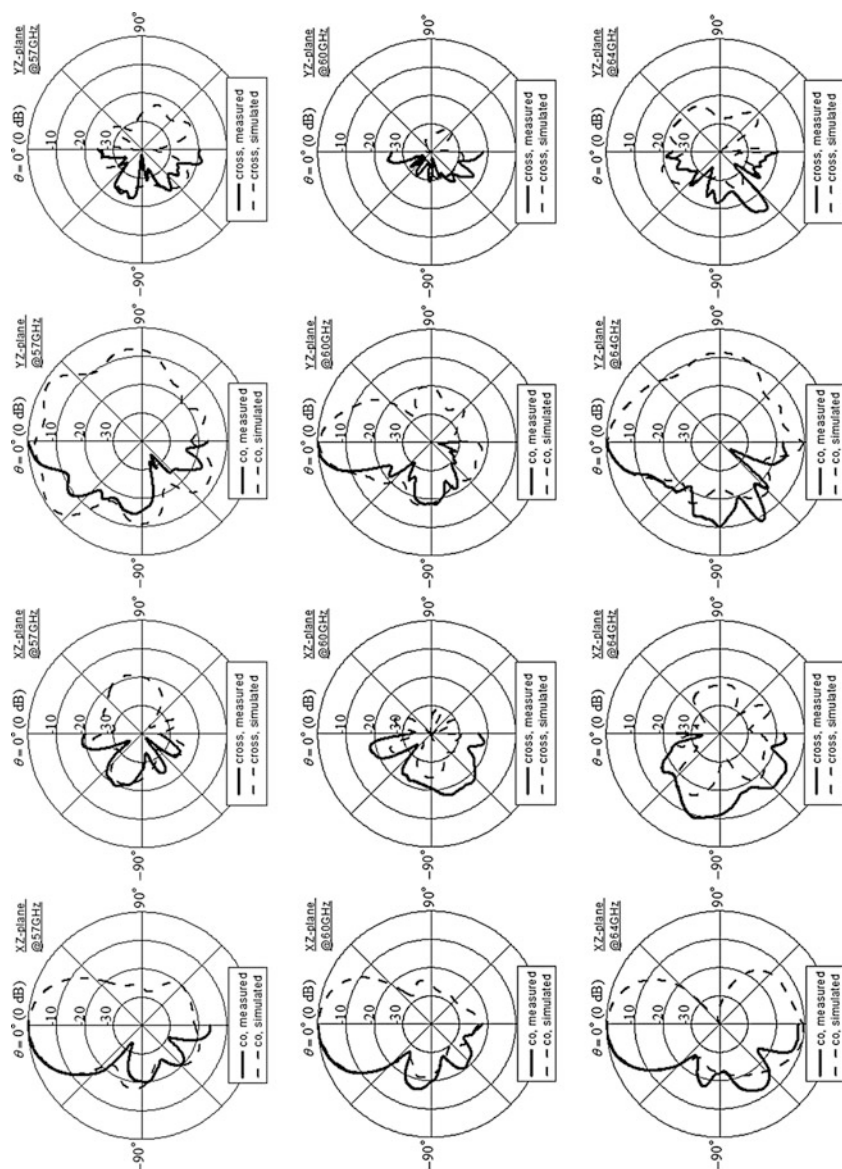 θ = 0° (0 dB)
YZ-plane
@57GHz
-10
-20
-30
90°
-90°
cross, measured
cross, simulated
θ = 0° (0 dB)
YZ-plane
@60GHz
-10
-20
-30
90°
-90°
cross, measured
cross, simulated
θ = 0° (0 dB)
YZ-plane
@64GHz
-10
-20
-30
90°
-90°
cross, measured
cross, simulated
θ = 0° (0 dB)
YZ-plane
@57GHz
-10
-20
-30
90°
-90°
co, measured
co, simulated
θ = 0° (0 dB)
YZ-plane
@60GHz
-10
-20
-30
90°
-90°
co, measured
co, simulated
θ = 0° (0 dB)
YZ-plane
@64GHz
-10
-20
-30
90°
-90°
co, measured
co, simulated
θ = 0° (0 dB)
XZ-plane
@57GHz
-10
-20
-30
90°
-90°
cross, measured
cross, simulated
θ = 0° (0 dB)
XZ-plane
@60GHz
-10
-20
-30
90°
-90°
cross, measured
cross, simulated
θ = 0° (0 dB)
XZ-plane
@64GHz
-10
-20
-30
90°
-90°
cross, measured
cross, simulated
θ = 0° (0 dB)
XZ-plane
@57GHz
-10
-20
-30
90°
-90°
co, measured
co, simulated
θ = 0° (0 dB)
XZ-plane
@60GHz
-10
-20
-30
90°
-90°
co, measured
co, simulated
θ = 0° (0 dB)
XZ-plane
@64GHz
-10
-20
-30
90°
-90°
co, measured
co, simulated